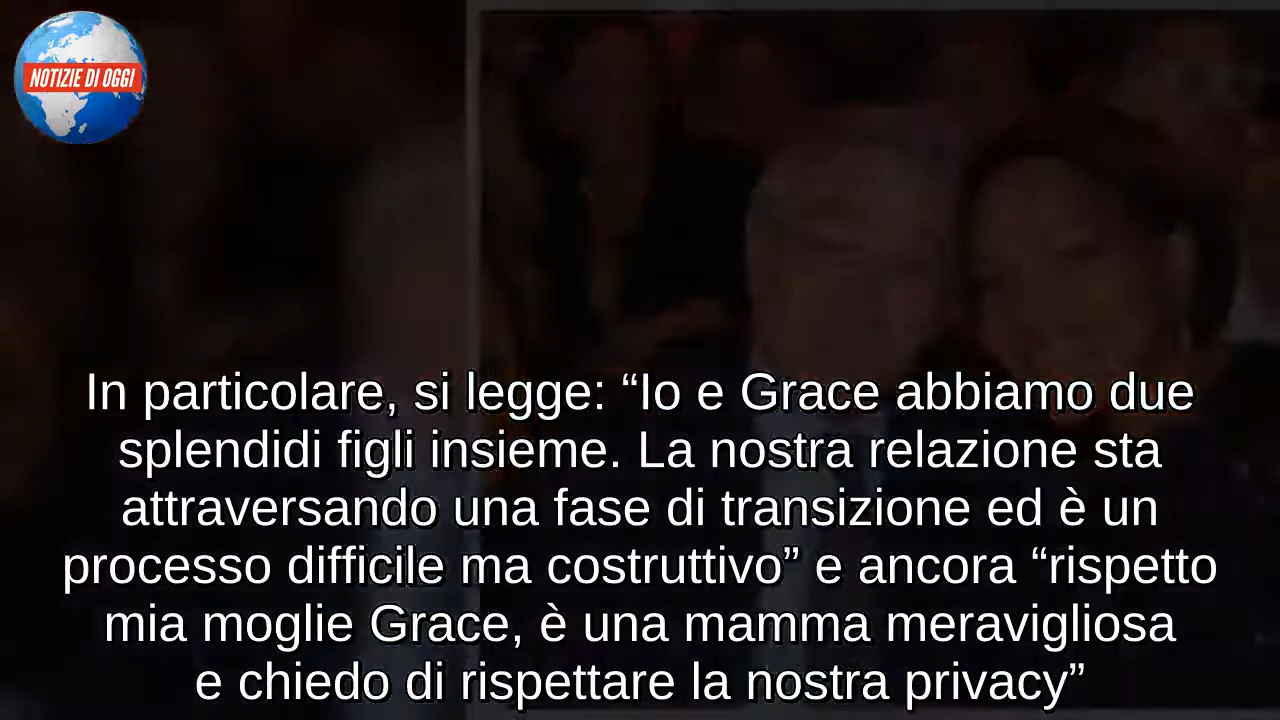 NOTIZIE DI OGGI
In particolare, si legge: “Io e Grace abbiamo due
splendidi figli insieme. La nostra relazione sta
attraversando una fase di transizione ed è un
processo difficile ma costruttivo” e ancora “rispetto
mia moglie Grace, è una mamma meravigliosa
e chiedo di rispettare la nostra privacy”